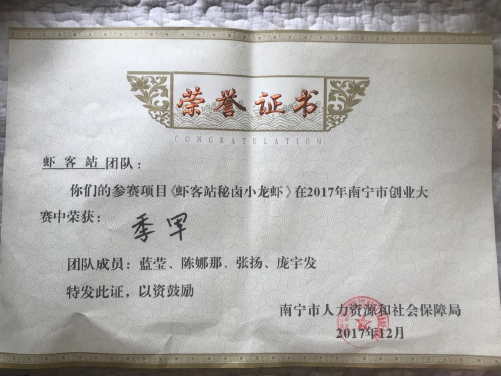 荣誉证书
CONGRATULATION
虾客站团队：
你们的参赛项目《虾客站秘卤小龙虾》在2017年南宁市创业大
赛中荣获：
季罕
团队成员：蓝莹、陈娜那、张扬、庞宇发
特发此证，以资鼓励
南宁市人力资源和社会保障局
2017年12月